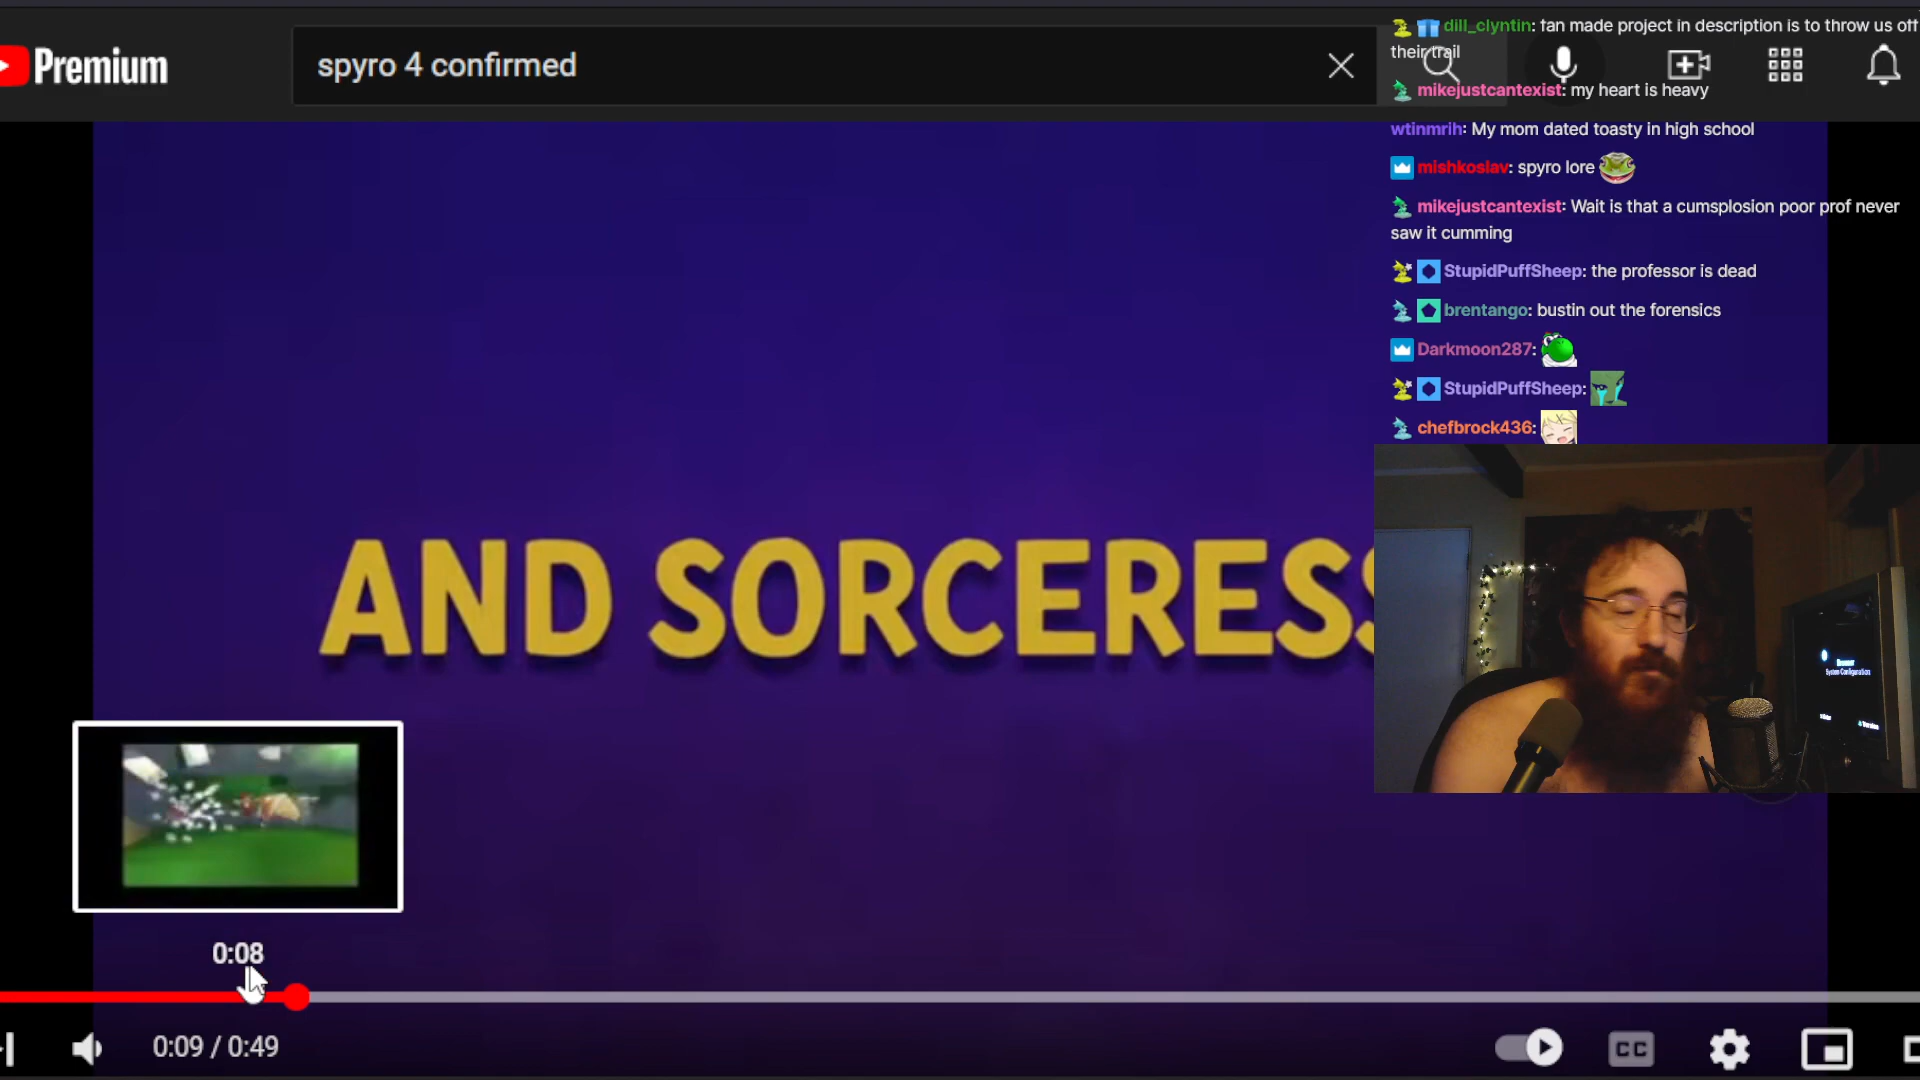 Premium
spyro 4 confirmed
dill_clyntin: fan made project in description is to throw us off
their trail
mikejustcantexist: my heart is heavy
wtinmrih: My mom dated toasty in high school
mishkoslav: spyro lore
mikejustcantexist: Wait is that a cumsplosion poor prof never
saw it cumming
StupidPuffSheep: the professor is dead
brentango: bustin out the forensics
Darkmoon287:
StupidPuffSheep:
chefbrock436:
AND SORCERESS
Browser
System Configuration
0:08
0:09 / 0:49
CC